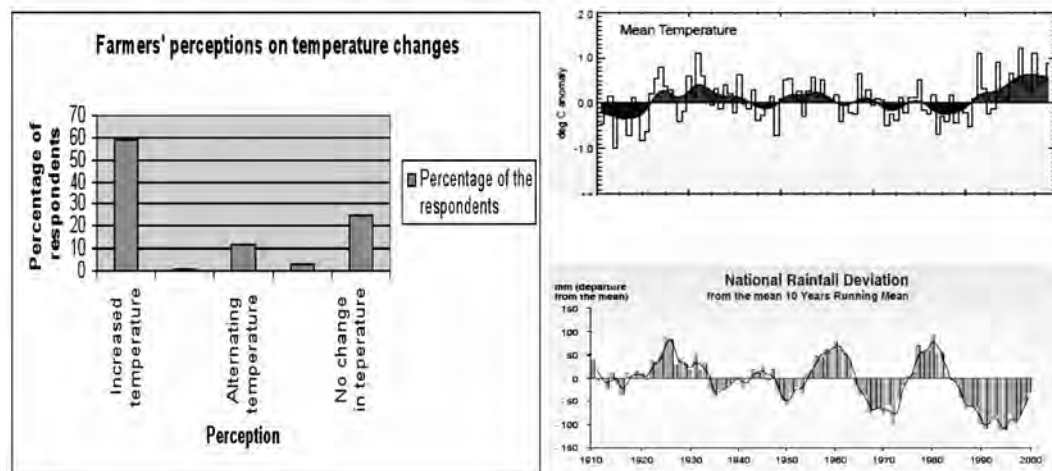 Farmers' perceptions on temperature changes
Percentage of
respondents
70
60
50
40
30
20
10
0
Increased
temperature
Alternating
temperature
No change
in teperature
Perception
Percentage of the
respondents
Mean Temperature
deg C anomaly
2.0
1.0
0.0
-1.0
National Rainfall Deviation
from the mean 10 Years Running Mean
mm (departure
from the mean)
150
100
50
0
50
100
150
1910
1920
1930
1940
1950
1960
1970
1980
1990
2000